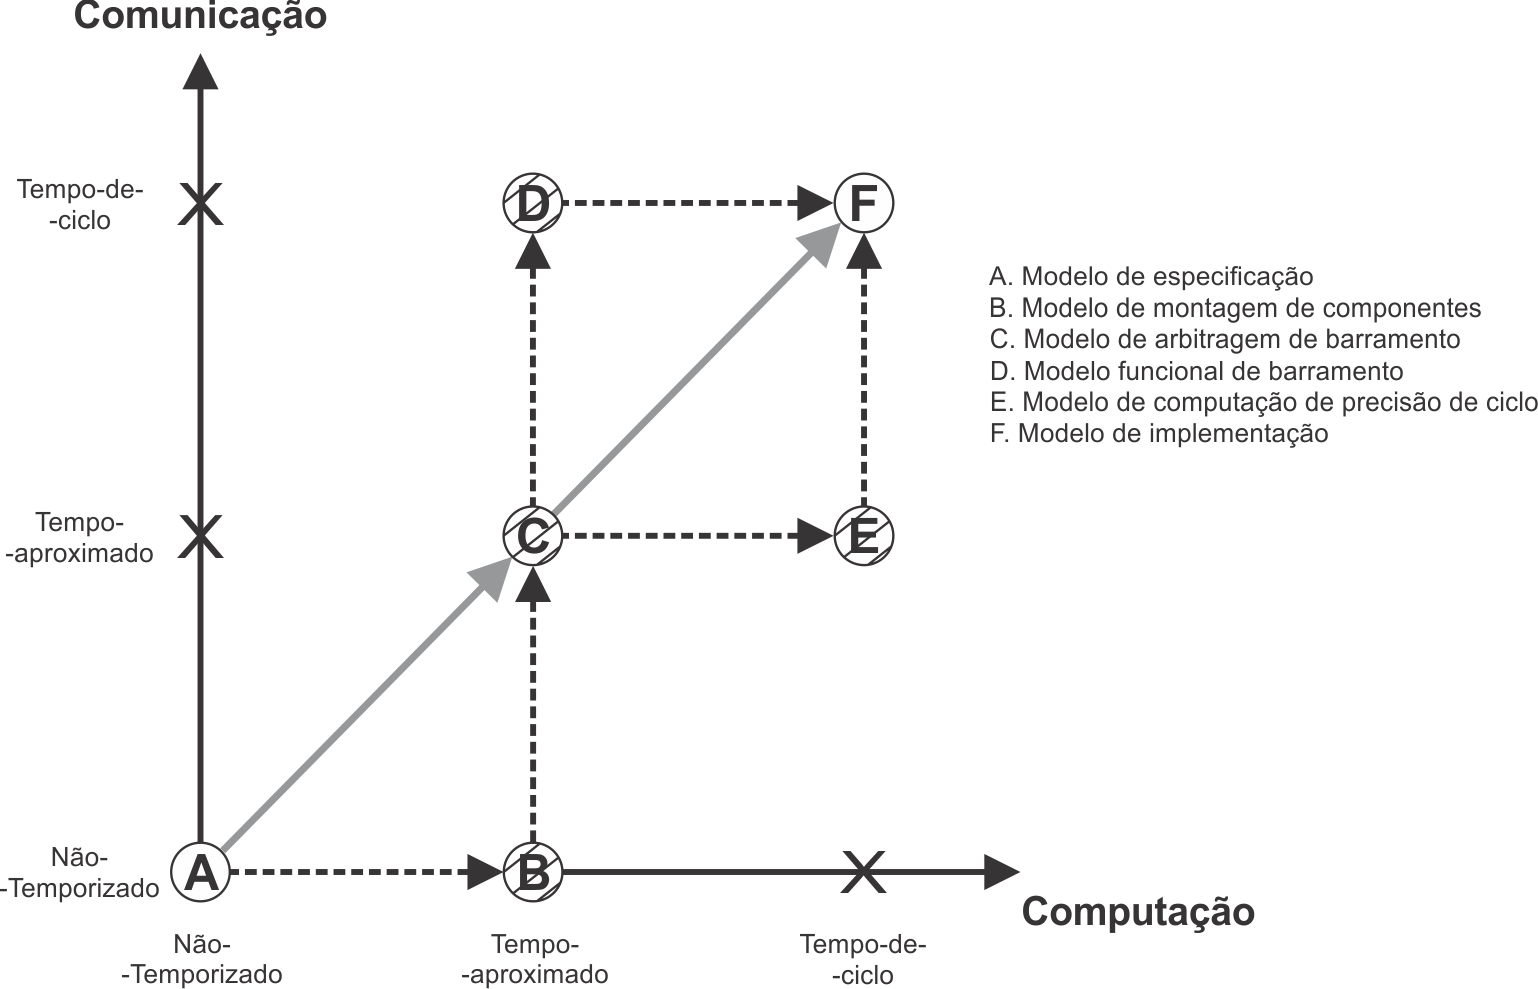 Comunicação
Tempo-de-
-ciclo
D
F
A. Modelo de especificação
B. Modelo de montagem de componentes
C. Modelo de arbitragem de barramento
D. Modelo funcional de barramento
E. Modelo de computação de precisão de ciclo
F. Modelo de implementação
Tempo-
-aproximado
C
E
Não-
-Temporizado
A
B
Computação
Não-
-Temporizado
Tempo-
-aproximado
Tempo-de-
-ciclo